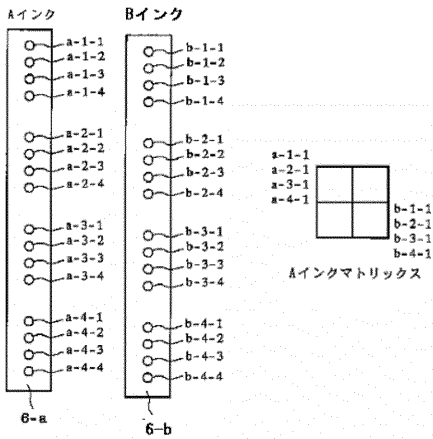 Aインク
a-1-1
a-1-2
a-1-3
a-1-4
a-2-1
a-2-2
a-2-3
a-2-4
a-3-1
a-3-2
a-3-3
a-3-4
a-4-1
a-4-2
a-4-3
a-4-4
6-a
Bインク
b-1-1
b-1-2
b-1-3
b-1-4
b-2-1
b-2-2
b-2-3
b-2-4
b-3-1
b-3-2
b-3-3
b-3-4
b-4-1
b-4-2
b-4-3
b-4-4
6-b
a-1-1
a-2-1
a-3-1
a-4-1
b-1-1
b-2-1
b-3-1
b-4-1
Aインクマトリックス